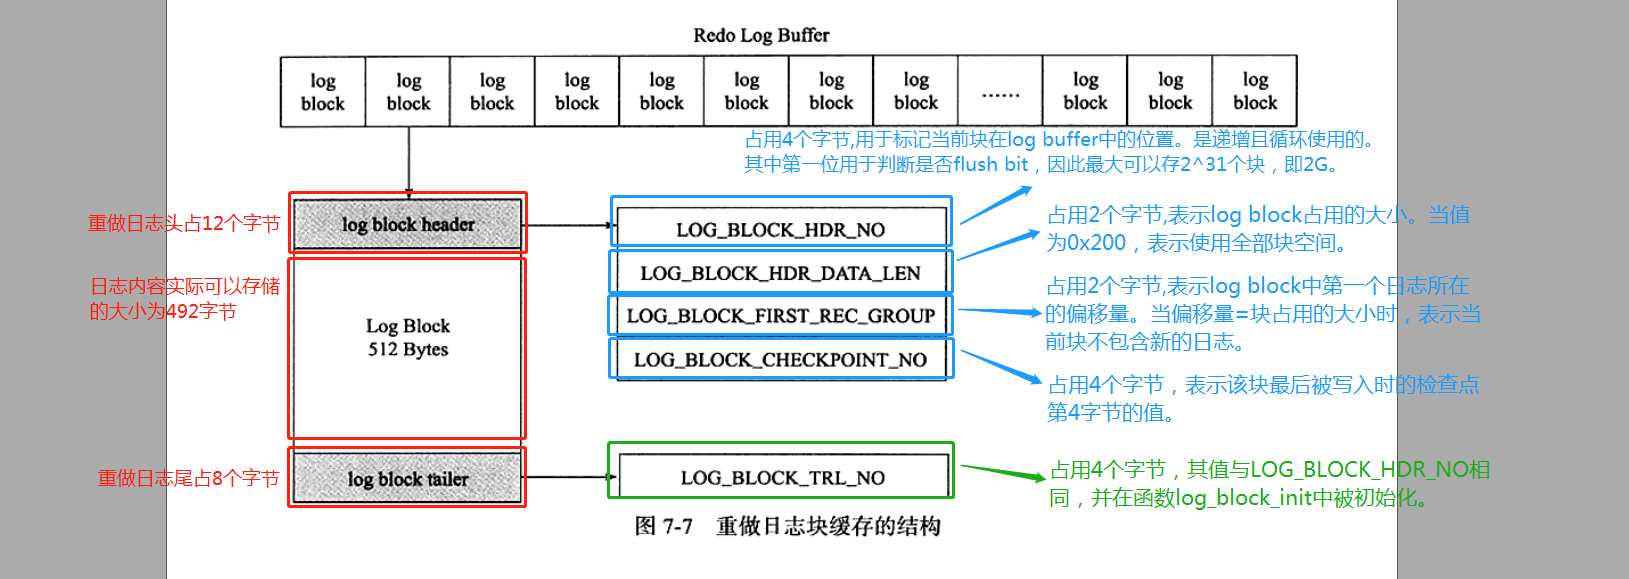 Redo Log Buffer
log block
log block
log block
log block
log block
log block
log block
log block
......
log block
log block
log block
占用4个字节,用于标记当前块在log buffer中的位置。是递增且循环使用的。
其中第一位用于判断是否flush bit，因此最大可以存2^31个块，即2G。
重做日志头占12个字节
log block header
LOG_BLOCK_HDR_NO
占用2个字节,表示log block占用的大小。当值
为0x200，表示使用全部块空间。
LOG_BLOCK_HDR_DATA_LEN
日志内容实际可以存储
的大小为492字节
Log Block
512 Bytes
LOG_BLOCK_FIRST_REC_GROUP
占用2个字节,表示log block中第一个日志所在
的偏移量。当偏移量=块占用的大小时，表示当
前块不包含新的日志。
LOG_BLOCK_CHECKPOINT_NO
占用4个字节，表示该块最后被写入时的检查点
第4字节的值。
重做日志尾占8个字节
log block tailer
LOG_BLOCK_TRL_NO
占用4个字节，其值与LOG_BLOCK_HDR_NO相
同，并在函数log_block_init中被初始化。
图 7-7 重做日志块缓存的结构